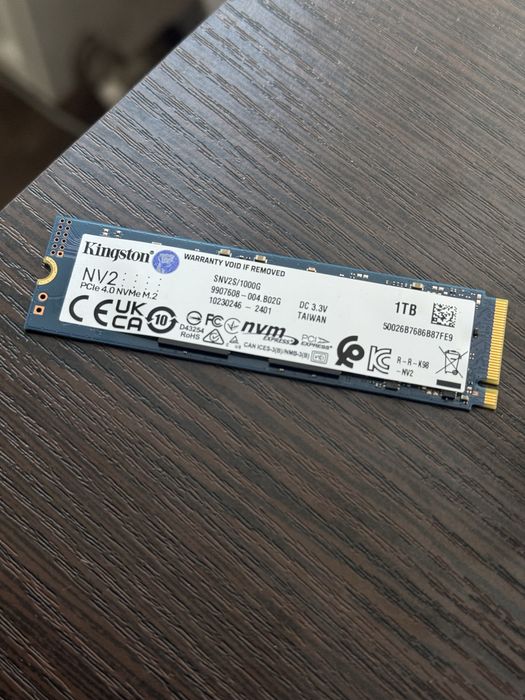 Kingston
WARRANTY VOID IF REMOVED
NV2
PCIe 4.0 NVMe M.2
SNV2S/1000G
9907608-004.B02G
10230246 - 2401
DC 3.3V
TAIWAN
1TB
S0026B7686B87FE9
CE
UK
CA
10
D43254
RoHS
FC
nvm
EXPRESS
PCI
EXPRESS
CAN ICES-3(B)/NMB-3(B)
R-R-K98
-NV2